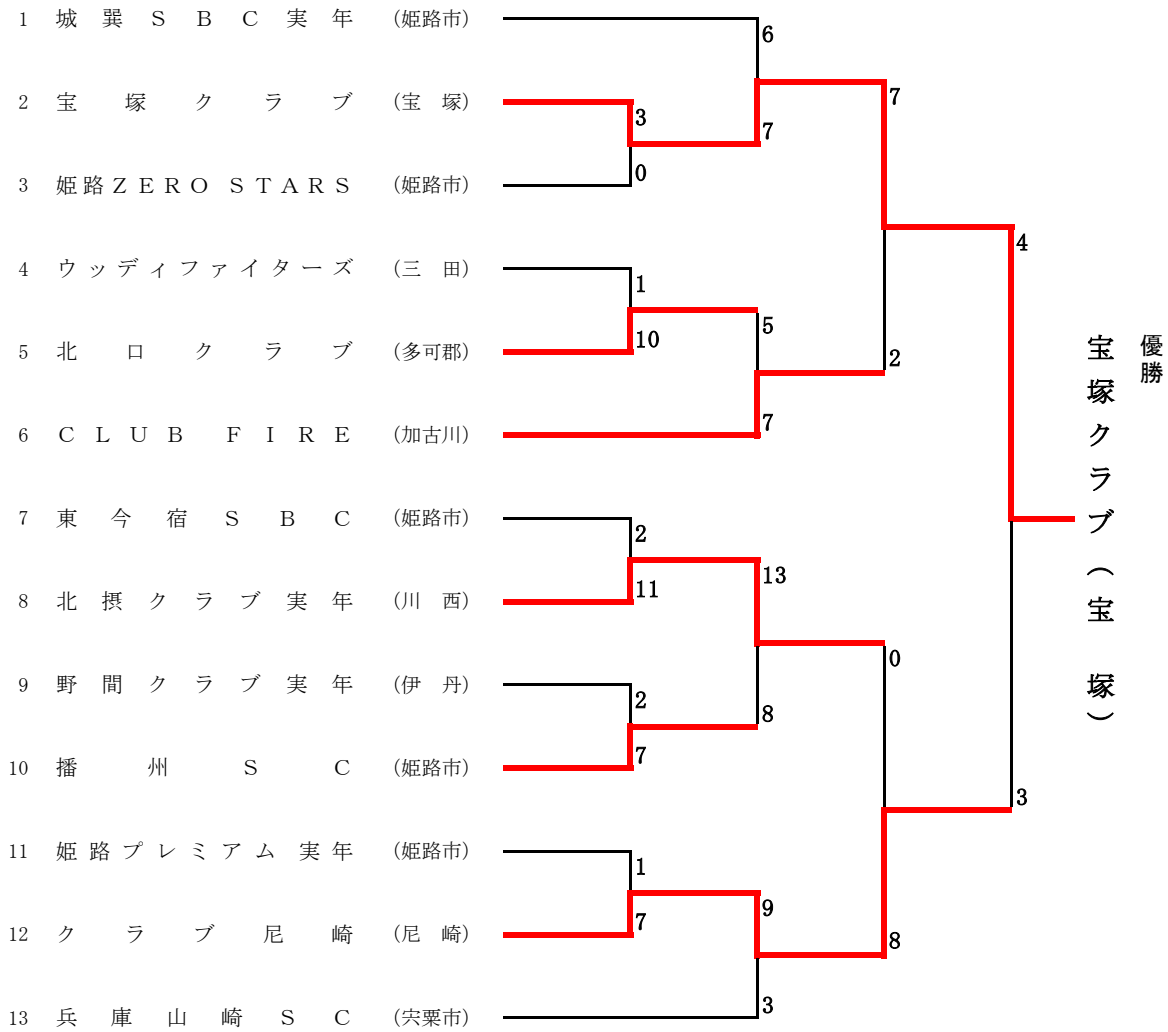 1 城巽ＳＢＣ実年 (姫路市)
6
2 宝塚クラブ (宝　塚)
3
7
7
3 姫路ＺＥＲＯ ＳＴＡＲＳ (姫路市)
0
4 ウッディファイターズ (三　田)
1
4
5 北口クラブ (多可郡)
10
5
2
6 ＣＬＵＢ ＦＩＲＥ (加古川)
7
優勝
宝塚クラブ(宝　塚)
7 東今宿ＳＢＣ (姫路市)
2
8 北摂クラブ実年 (川　西)
11
13
0
9 野間クラブ実年 (伊　丹)
2
8
10 播州ＳＣ (姫路市)
7
3
11 姫路プレミアム実年 (姫路市)
1
12 クラブ尼崎 (尼　崎)
7
9
8
13 兵庫山崎ＳＣ (宍粟市)
3